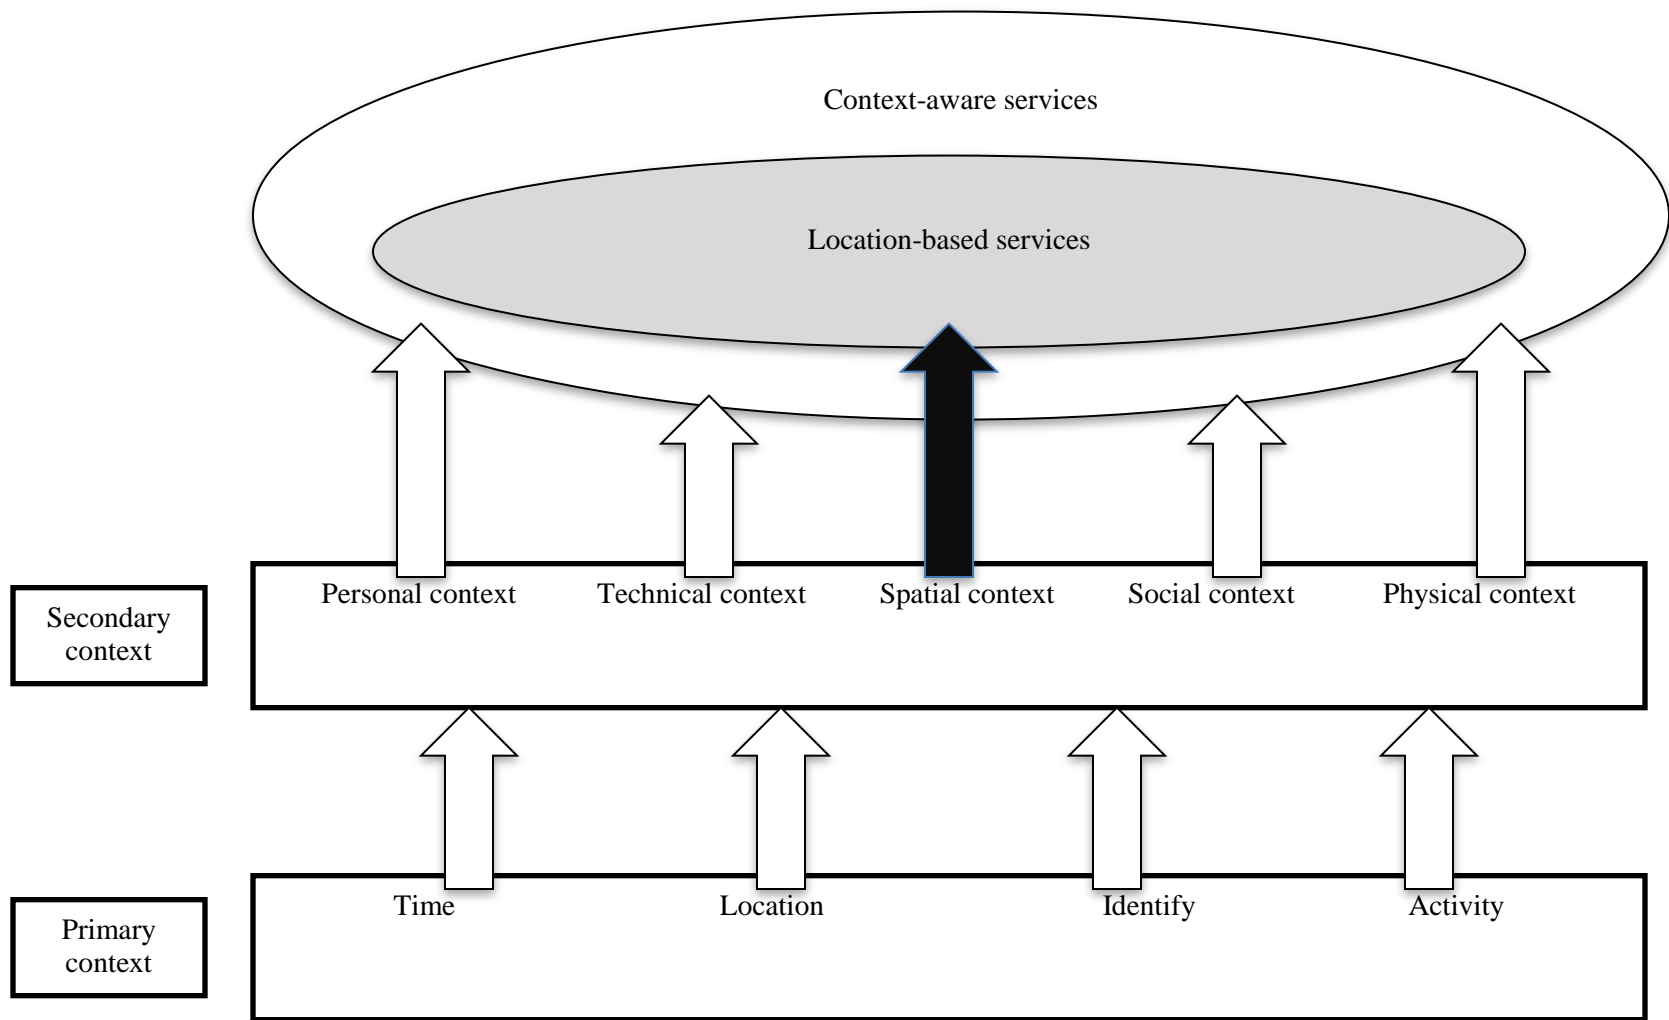 Context-aware services
Location-based services
Personal context
Technical context
Spatial context
Social context
Physical context
Secondary
context
Time
Location
Identify
Activity
Primary
context